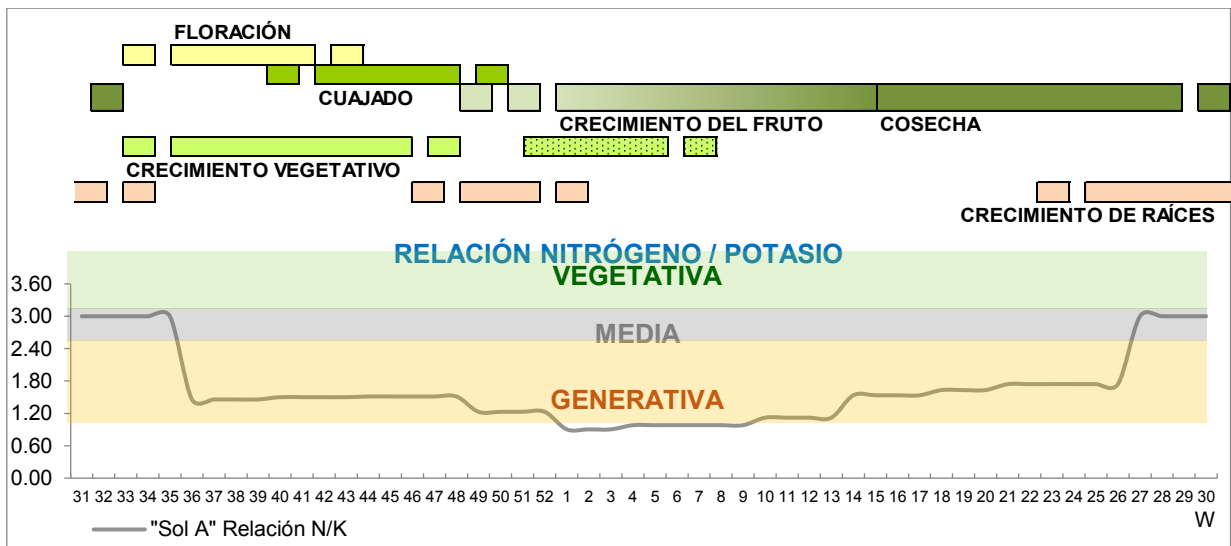 FLORACIÓN
CUAJADO
CRECIMIENTO DEL FRUTO
COSECHA
CRECIMIENTO VEGETATIVO
CRECIMIENTO DE RAÍCES
RELACIÓN NITRÓGENO / POTASIO
VEGETATIVA
MEDIA
GENERATIVA
3.60
3.00
2.40
1.80
1.20
0.60
0.00
31 32 33 34 35 36 37 38 39 40 41 42 43 44 45 46 47 48 49 50 51 52 1 2 3 4 5 6 7 8 9 10 11 12 13 14 15 16 17 18 19 20 21 22 23 24 25 26 27 28 29 30
W
"Sol A" Relación N/K